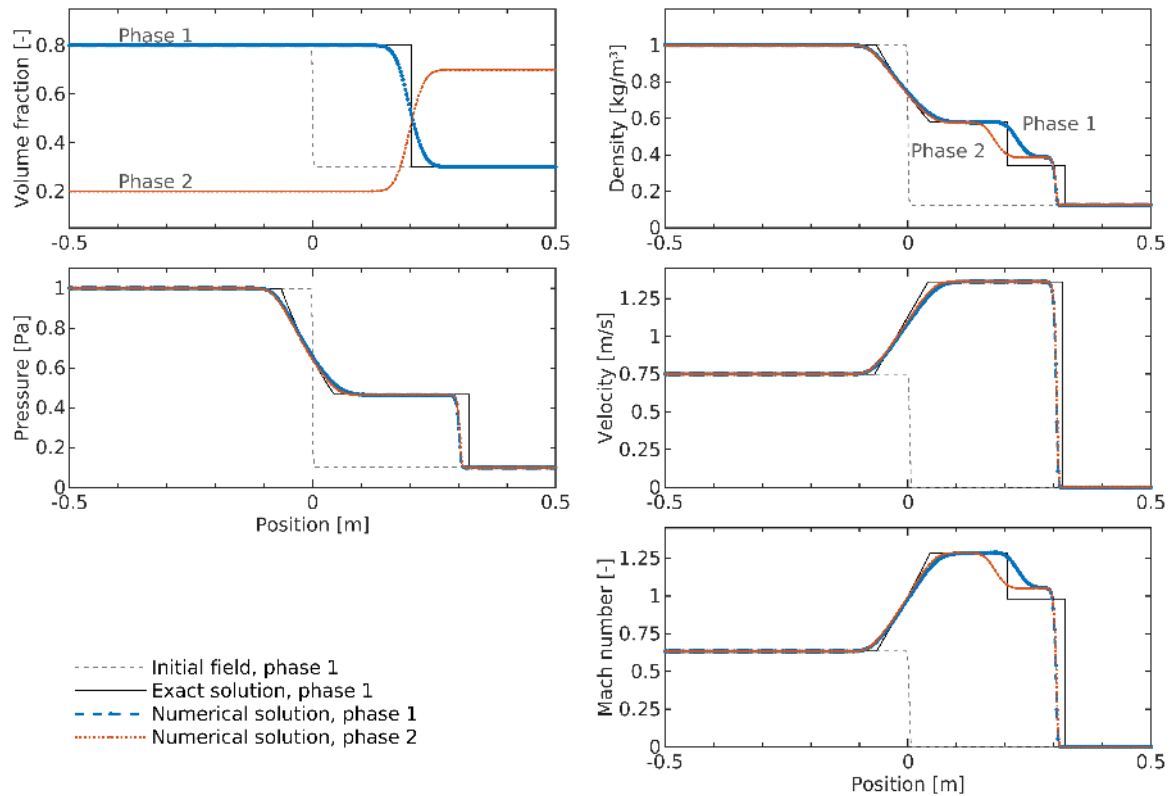 Volume fraction [-]
0.8
0.6
0.4
0.2
Phase 1
Phase 2
-0.5
0
0.5
Density [kg/m³]
1
0.8
0.6
0.4
0.2
0
Phase 1
Phase 2
-0.5
0
0.5
Pressure [Pa]
1
0.8
0.6
0.4
0.2
0
-0.5
0
0.5
Position [m]
Velocity [m/s]
1.25
1
0.75
0.5
0.25
0
-0.5
0
0.5
Mach number [-]
1.25
1
0.75
0.5
0.25
0
-0.5
0
0.5
Position [m]
Initial field, phase 1
Exact solution, phase 1
Numerical solution, phase 1
Numerical solution, phase 2